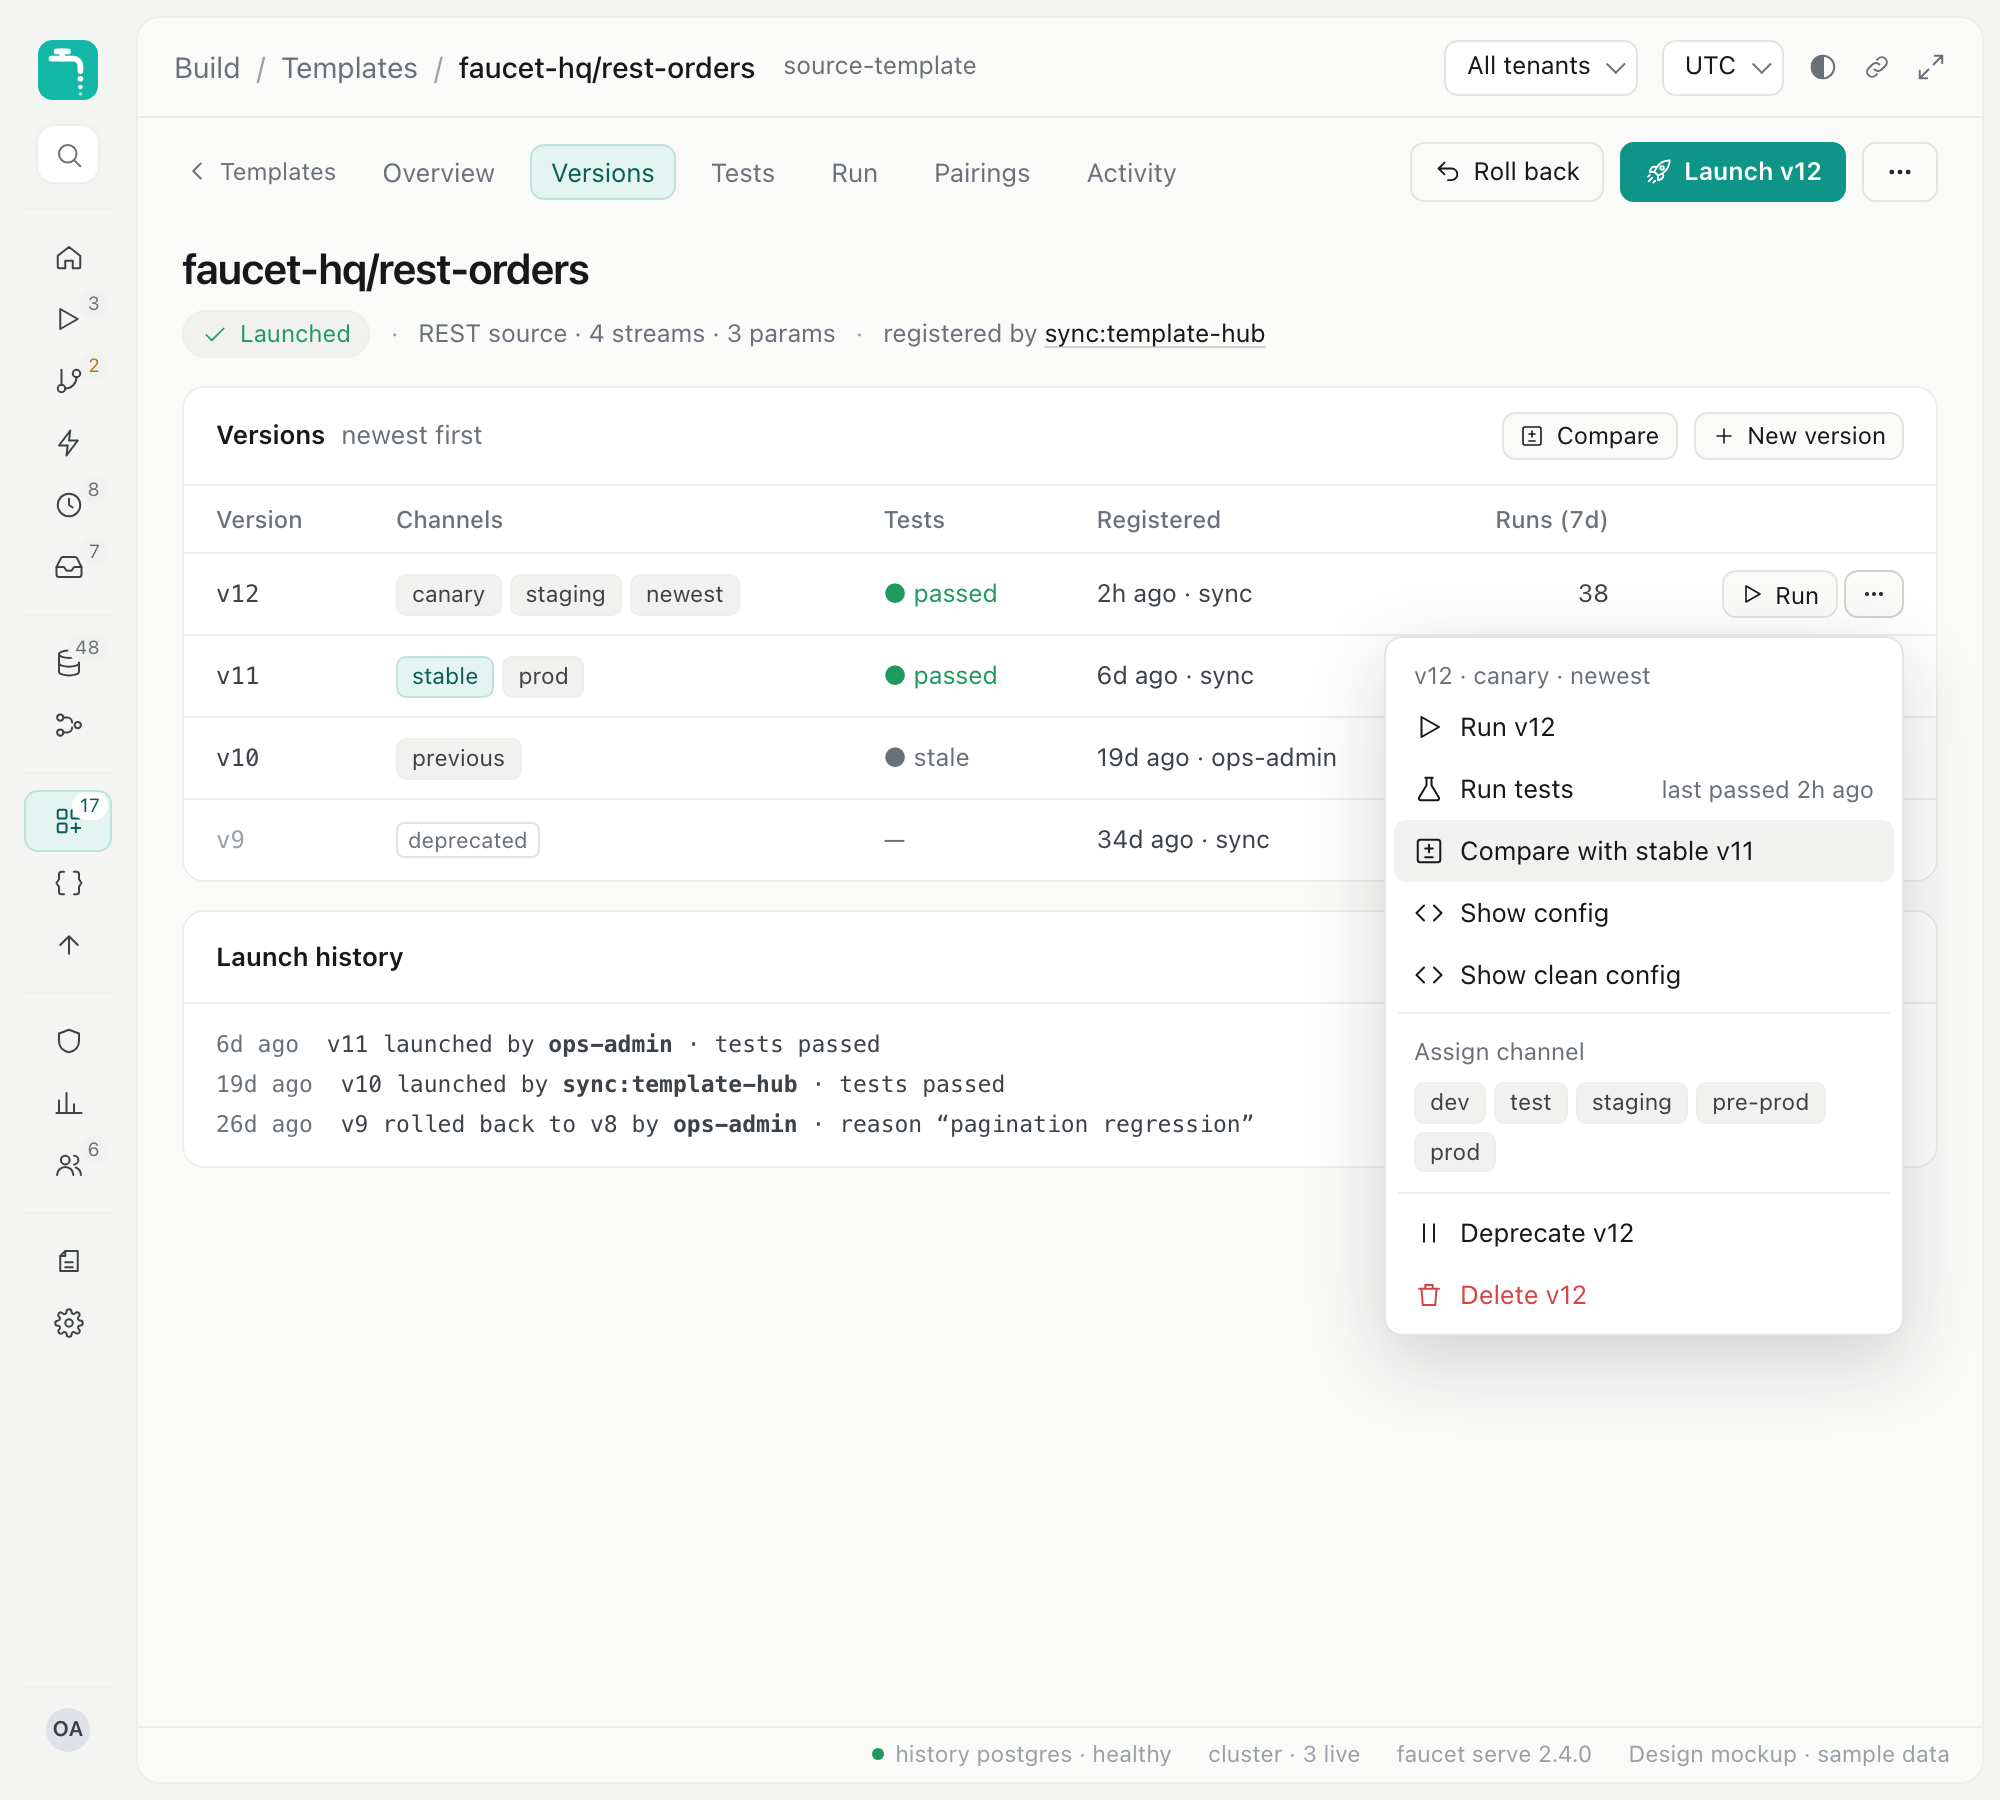 Build / Templates / faucet-hq/rest-orders source-template
All tenants UTC
Templates Overview Versions Tests Run Pairings Activity
Roll back Launch v12 ···
3
2
8
7
48
17
6
OA
faucet-hq/rest-orders
Launched · REST source · 4 streams · 3 params · registered by sync:template-hub
Versions newest first
Compare + New version
Version Channels Tests Registered Runs (7d)
v12 canary staging newest passed 2h ago · sync 38 Run ···
v11 stable prod passed 6d ago · sync
v10 previous stale 19d ago · ops-admin
v9 deprecated — 34d ago · sync
Launch history
6d ago v11 launched by ops-admin · tests passed
19d ago v10 launched by sync:template-hub · tests passed
26d ago v9 rolled back to v8 by ops-admin · reason “pagination regression”
v12 · canary · newest
Run v12
Run tests last passed 2h ago
Compare with stable v11
Show config
Show clean config
Assign channel
dev test staging pre-prod
prod
Deprecate v12
Delete v12
history postgres · healthy cluster · 3 live faucet serve 2.4.0 Design mockup · sample data